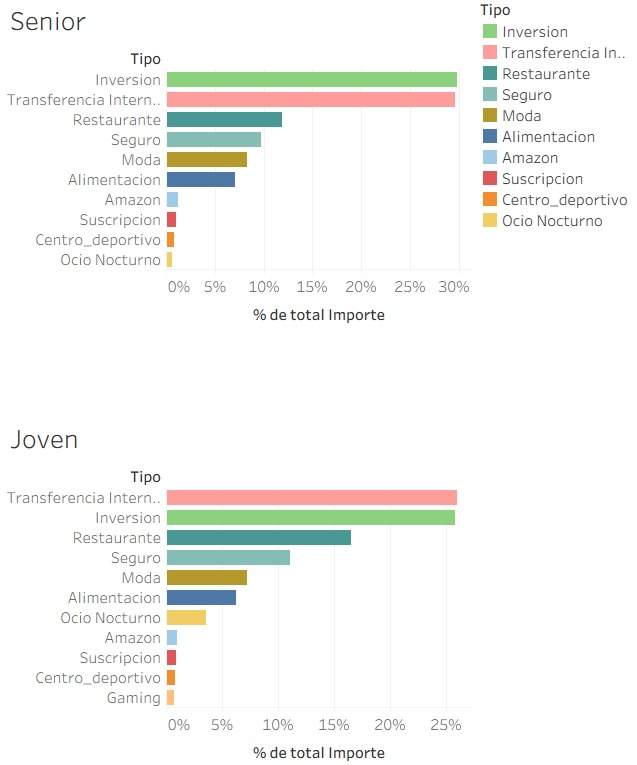 Senior
Tipo
Inversion
Transferencia Intern..
Restaurante
Seguro
Moda
Alimentacion
Amazon
Suscripcion
Centro_deportivo
Ocio Nocturno
0% 5% 10% 15% 20% 25% 30%
% de total Importe
Tipo
Inversion
Transferencia In..
Restaurante
Seguro
Moda
Alimentacion
Amazon
Suscripcion
Centro_deportivo
Ocio Nocturno
Joven
Tipo
Transferencia Intern..
Inversion
Restaurante
Seguro
Moda
Alimentacion
Ocio Nocturno
Amazon
Suscripcion
Centro_deportivo
Gaming
0% 5% 10% 15% 20% 25%
% de total Importe